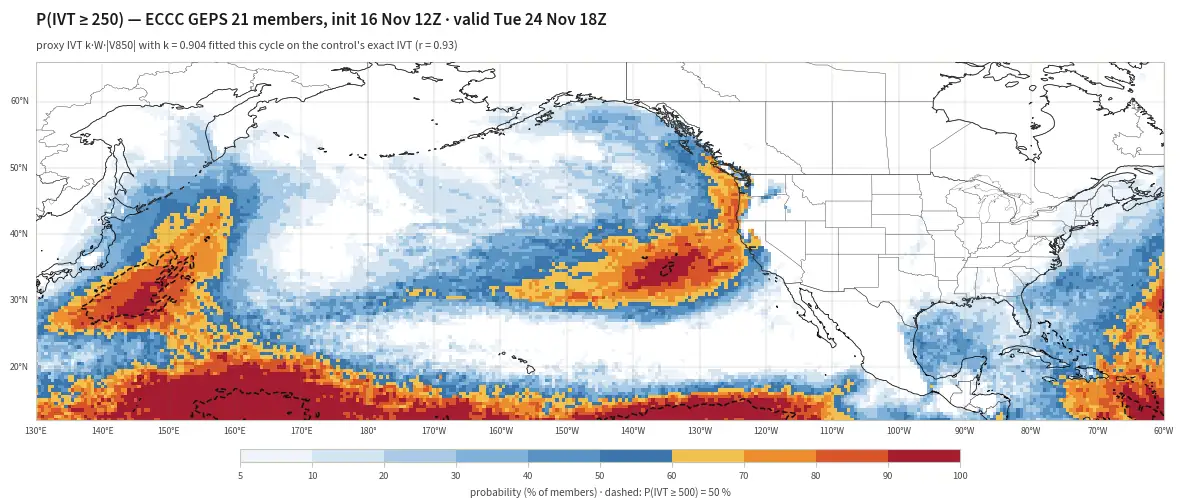 P(IVT ≥ 250) — ECCC GEPS 21 members, init 16 Nov 12Z · valid Tue 24 Nov 18Z
proxy IVT k·W·|V850| with k = 0.904 fitted this cycle on the control's exact IVT (r = 0.93)
60°N
50°N
40°N
30°N
20°N
130°E 140°E 150°E 160°E 170°E 180° 170°W 160°W 150°W 140°W 130°W 120°W 110°W 100°W 90°W 80°W 70°W 60°W
5 10 20 30 40 50 60 70 80 90 100
probability (% of members) · dashed: P(IVT ≥ 500) = 50 %